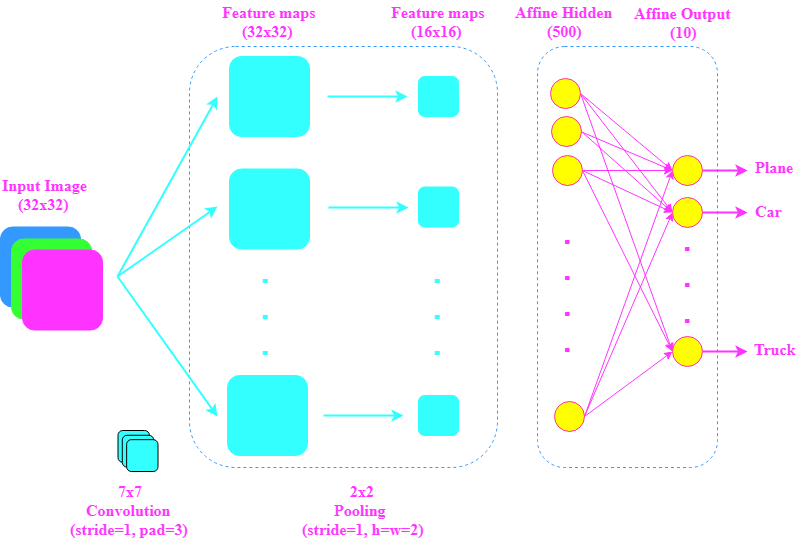 Feature maps
(32x32)
Feature maps
(16x16)
Affine Hidden
(500)
Affine Output
(10)
Input Image
(32x32)
Plane
Car
Truck
7x7
Convolution
(stride=1, pad=3)
2x2
Pooling
(stride=1, h=w=2)